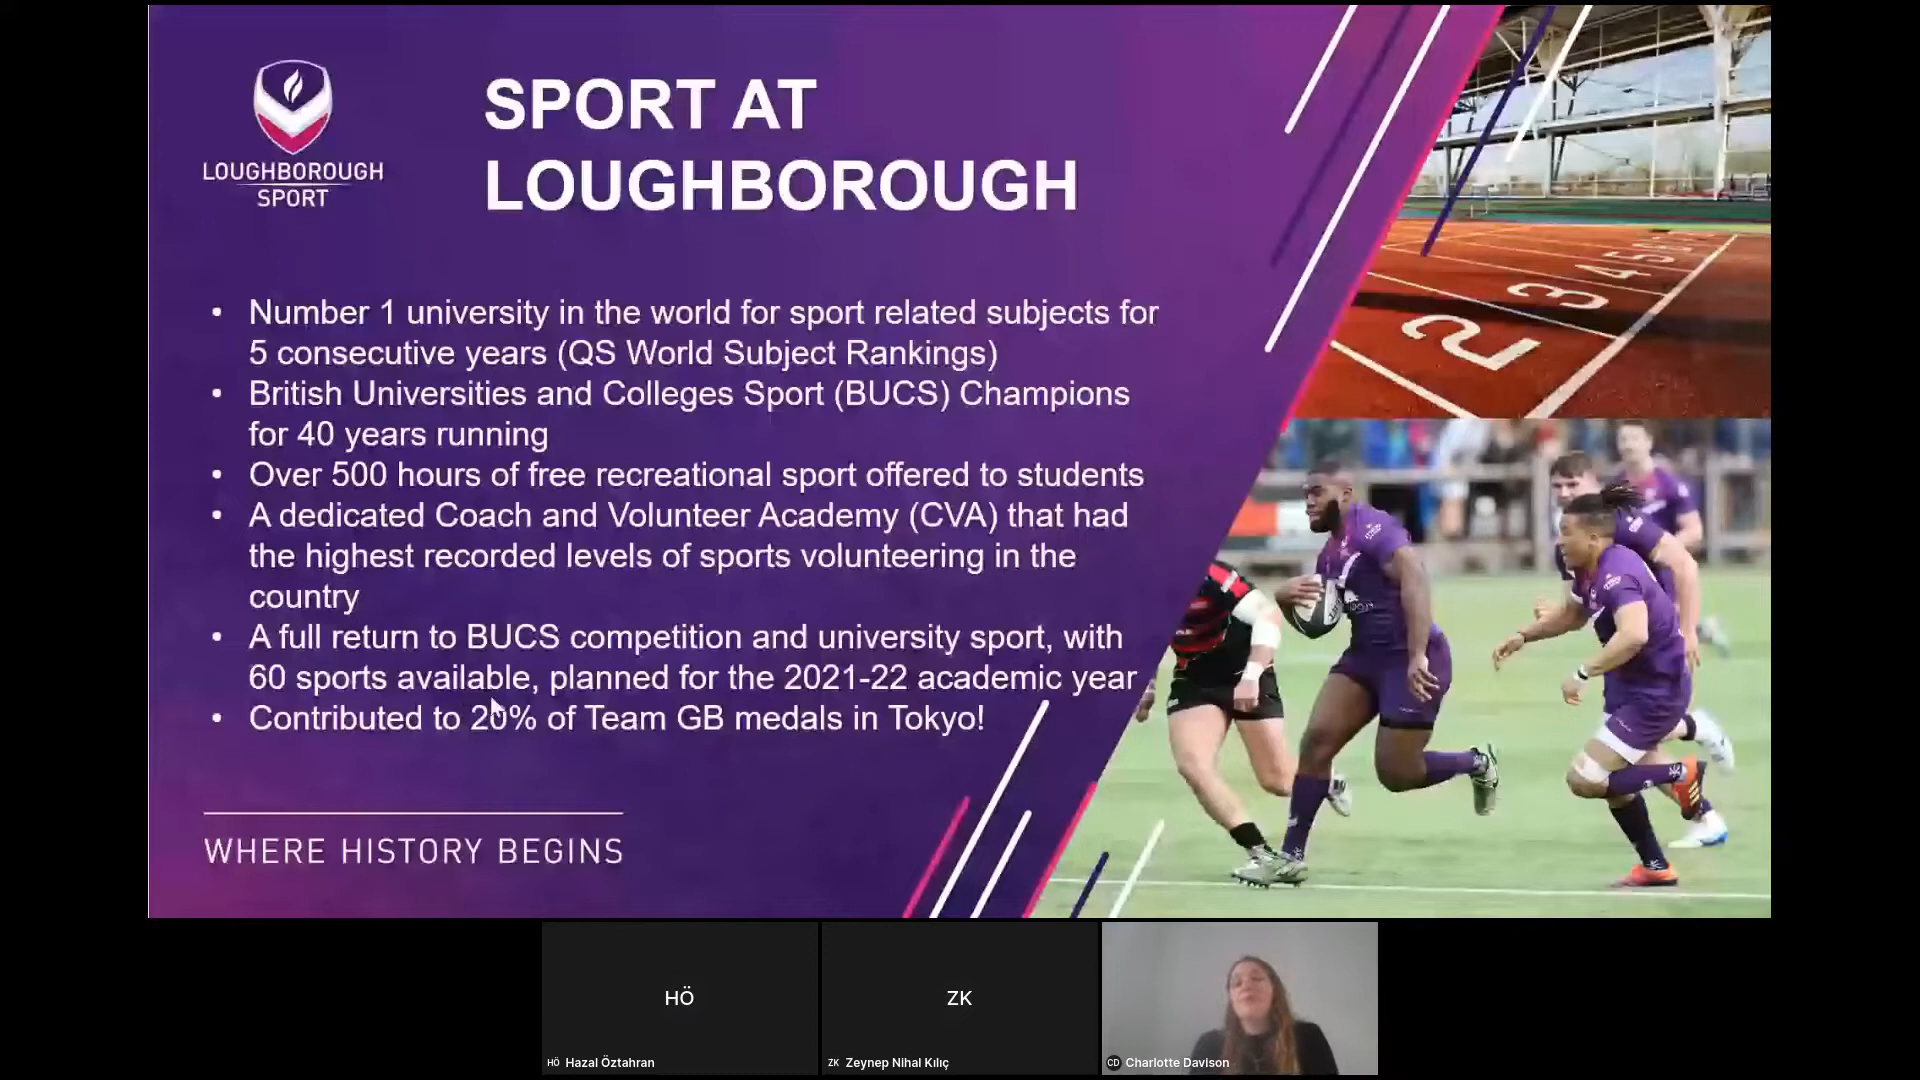 LOUGHBOROUGH
SPORT
SPORT AT
LOUGHBOROUGH
• Number 1 university in the world for sport related subjects for
5 consecutive years (QS World Subject Rankings)
• British Universities and Colleges Sport (BUCS) Champions
for 40 years running
• Over 500 hours of free recreational sport offered to students
• A dedicated Coach and Volunteer Academy (CVA) that had
the highest recorded levels of sports volunteering in the
country
• A full return to BUCS competition and university sport, with
60 sports available, planned for the 2021-22 academic year
• Contributed to 20% of Team GB medals in Tokyo!
WHERE HISTORY BEGINS
2 3 4 5
HÖ
HÖ Hazal Öztahran
ZK
ZK Zeynep Nihal Kılıç
CD Charlotte Davison